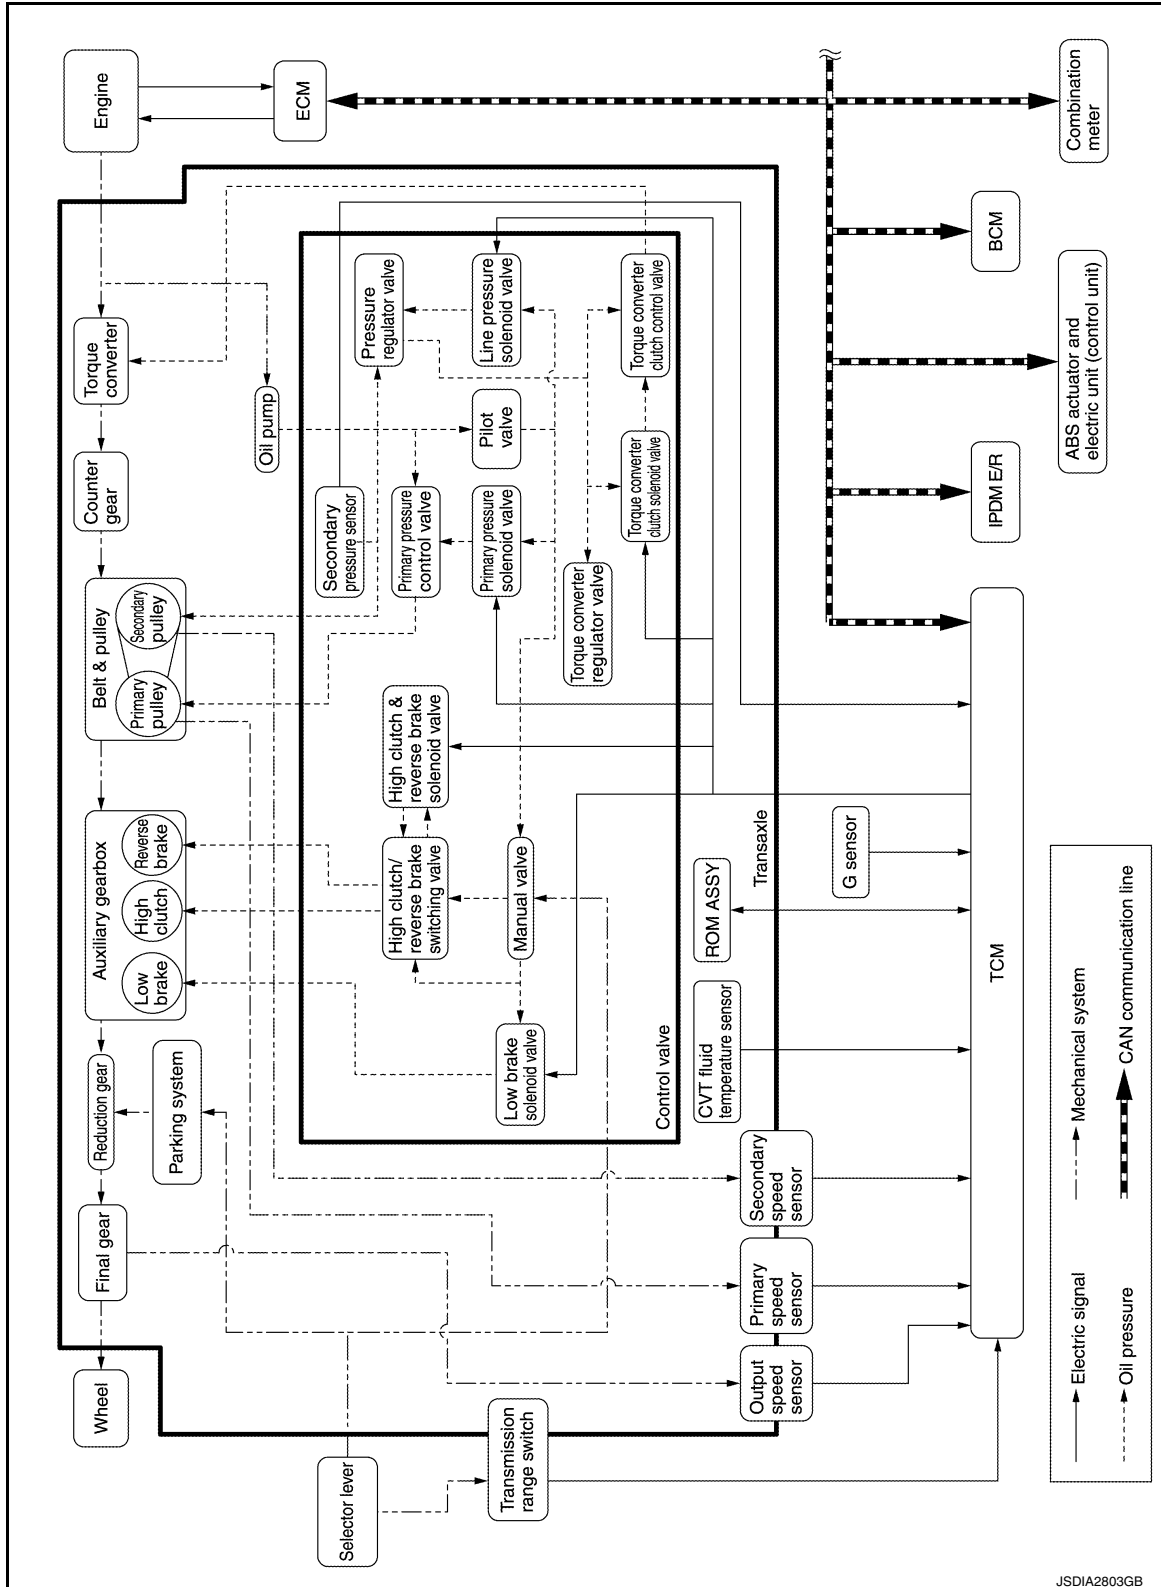 Engine
ECM
Combination
meter
BCM
ABS actuator and
electric unit (control unit)
IPDM E/R
TCM
Torque
converter
Oil pump
Counter
gear
Belt & pulley
Secondary
pulley
Primary
pulley
Auxiliary gearbox
Reverse
brake
High
clutch
Low
brake
Reduction gear
Parking system
Final gear
Wheel
Selector lever
Transmission
range switch
Pressure
regulator valve
Line pressure
solenoid valve
Torque converter
clutch control valve
Pilot
valve
Secondary
pressure sensor
Primary pressure
control valve
Primary pressure
solenoid valve
Torque converter
clutch solenoid valve
Torque converter
regulator valve
High clutch &
reverse brake
solenoid valve
High clutch/
reverse brake
switching valve
Manual valve
Low brake
solenoid valve
Control valve
Transaxle
G sensor
ROM ASSY
CVT fluid
temperature sensor
Secondary
speed
sensor
Primary
speed
sensor
Output
speed
sensor
Electric signal
Mechanical system
Oil pressure
CAN communication line
JSDIA2803GB